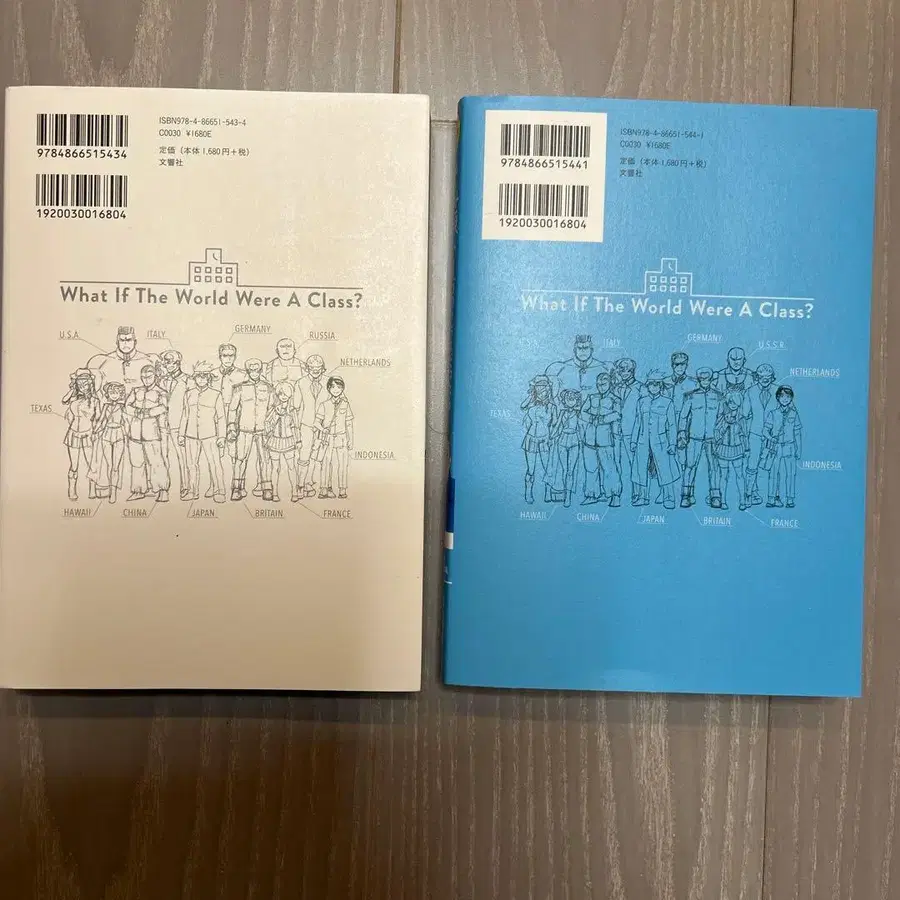 ISBN978-4-86651-543-4
C0030 ¥1680E
定価（本体1,680円+税）
文響社
9784866515434
1920030016804
What If The World Were A Class?
U.S.A.
ITALY
GERMANY
RUSSIA
NETHERLANDS
TEXAS
INDONESIA
HAWAII
CHINA
JAPAN
BRITAIN
FRANCE
ISBN978-4-86651-544-1
C0030 ¥1680E
定価（本体1,680円+税）
文響社
9784866515441
1920030016804
What If The World Were A Class?
U.S.A.
ITALY
GERMANY
U.S.S.R.
NETHERLANDS
TEXAS
INDONESIA
HAWAII
CHINA
JAPAN
BRITAIN
FRANCE